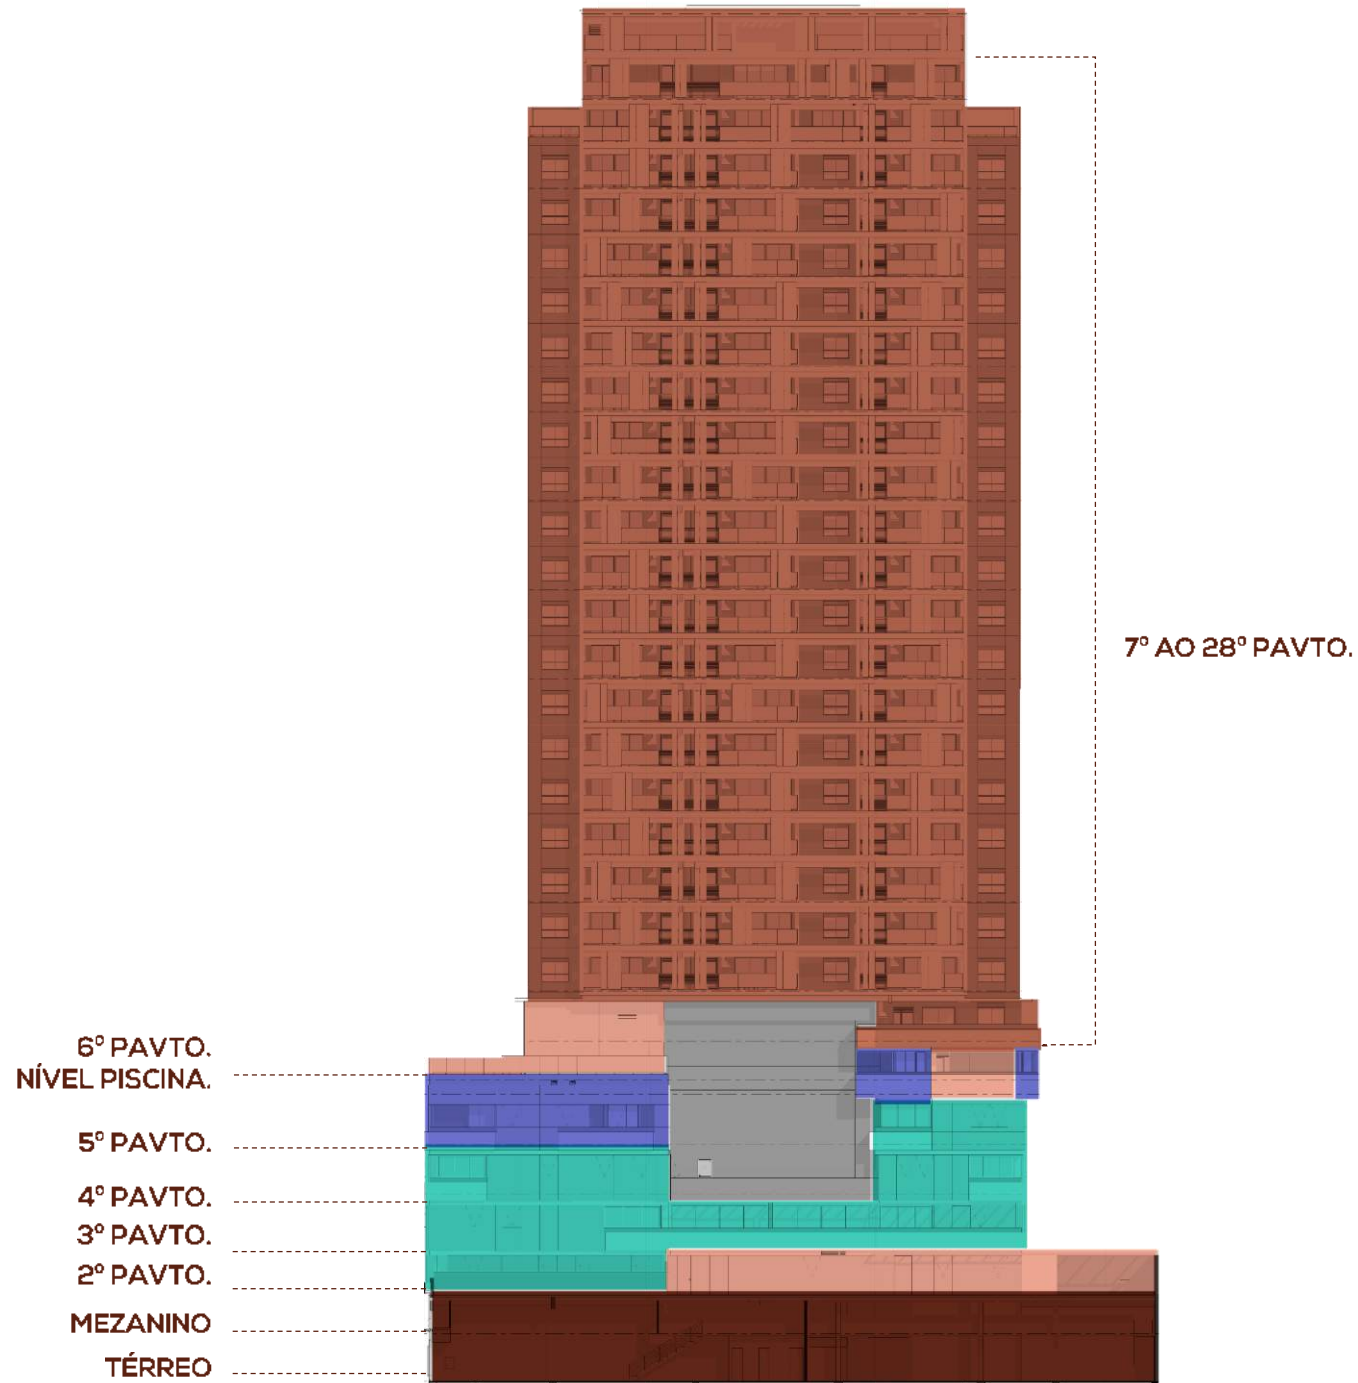 7º AO 28º PAVTO.
6º PAVTO.
NÍVEL PISCINA.
5º PAVTO.
4º PAVTO.
3º PAVTO.
2º PAVTO.
MEZANINO
TÉRREO